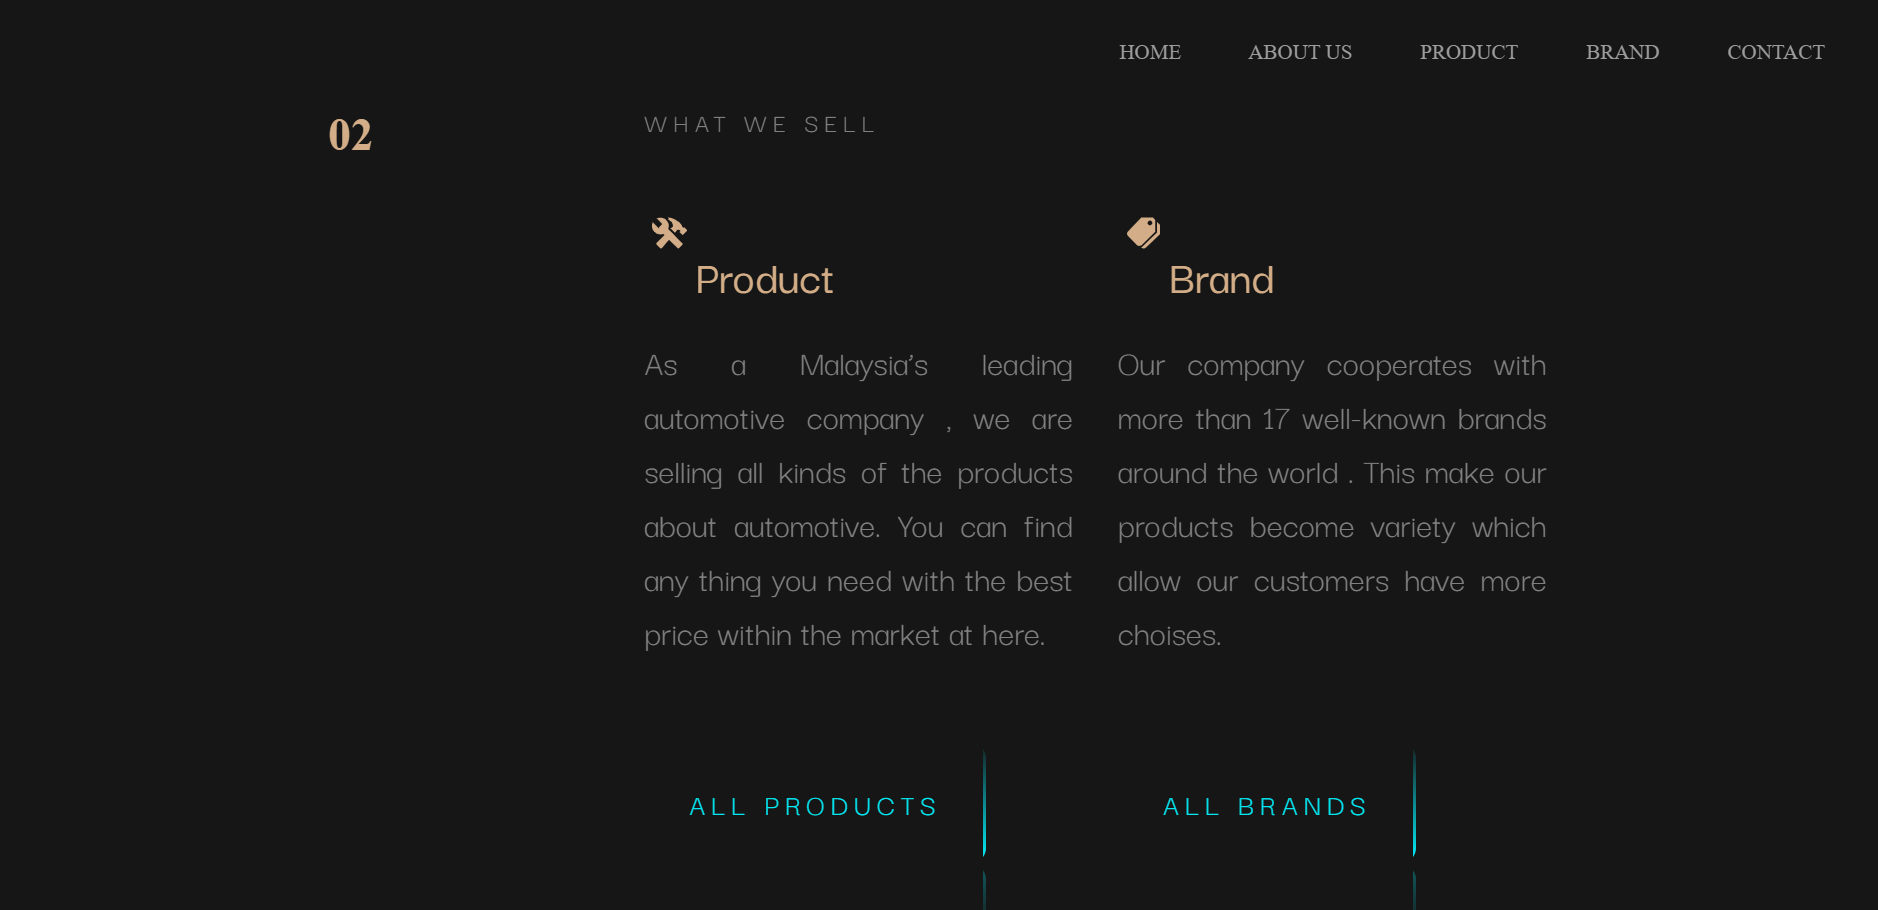 HOME ABOUT US PRODUCT BRAND CONTACT
02
WHAT WE SELL
Product
As a Malaysia's leading
automotive company , we are
selling all kinds of the products
about automotive. You can find
any thing you need with the best
price within the market at here.
Brand
Our company cooperates with
more than 17 well-known brands
around the world . This make our
products become variety which
allow our customers have more
choises.
ALL PRODUCTS
ALL BRANDS